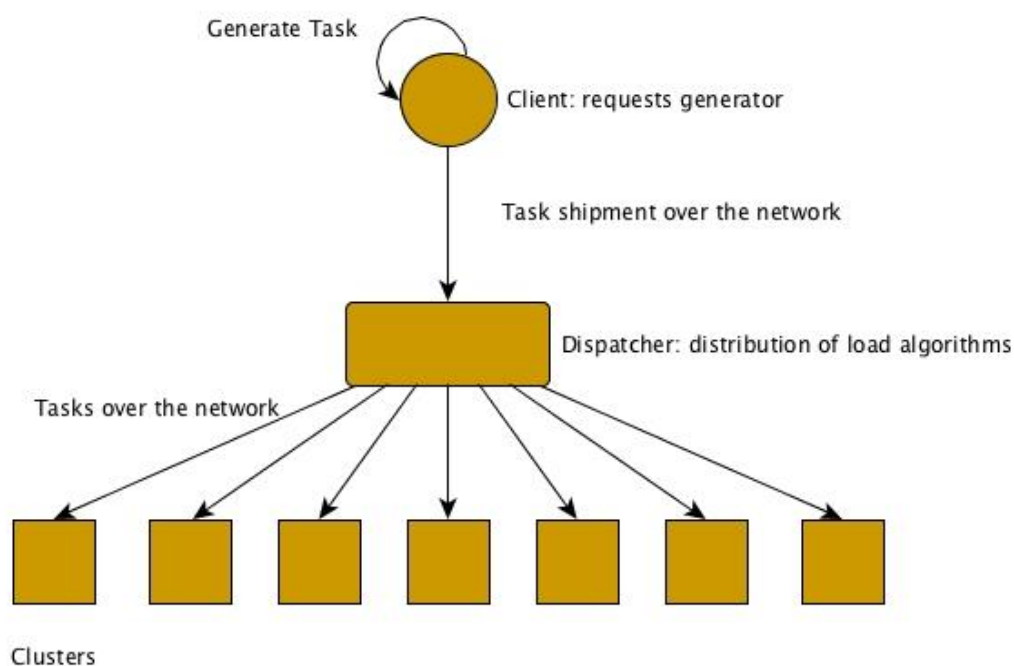 Generate Task
Client: requests generator
Task shipment over the network
Dispatcher: distribution of load algorithms
Tasks over the network
Clusters